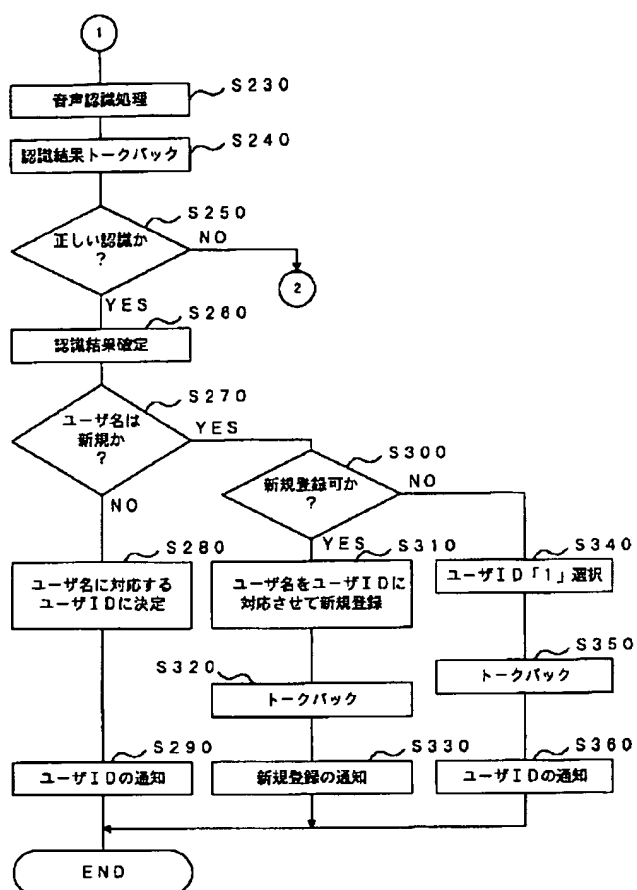 1
S230
音声認識処理
S240
認識結果トークバック
S250
正しい認識か
?
NO
2
YES
S260
認識結果確定
S270
ユーザ名は
新規か
?
YES
NO
S300
新規登録可か
?
NO
YES
S280
ユーザ名に対応する
ユーザIDに決定
S310
ユーザ名をユーザIDに
対応させて新規登録
S340
ユーザID「1」選択
S320
トークバック
S350
トークバック
S290
ユーザIDの通知
S330
新規登録の通知
S360
ユーザIDの通知
END